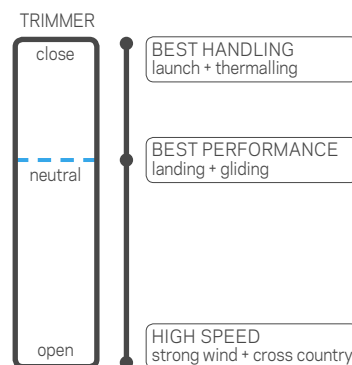 TRIMMER
close
BEST HANDLING
launch + thermalling
BEST PERFORMANCE
landing + gliding
neutral
HIGH SPEED
strong wind + cross country
open